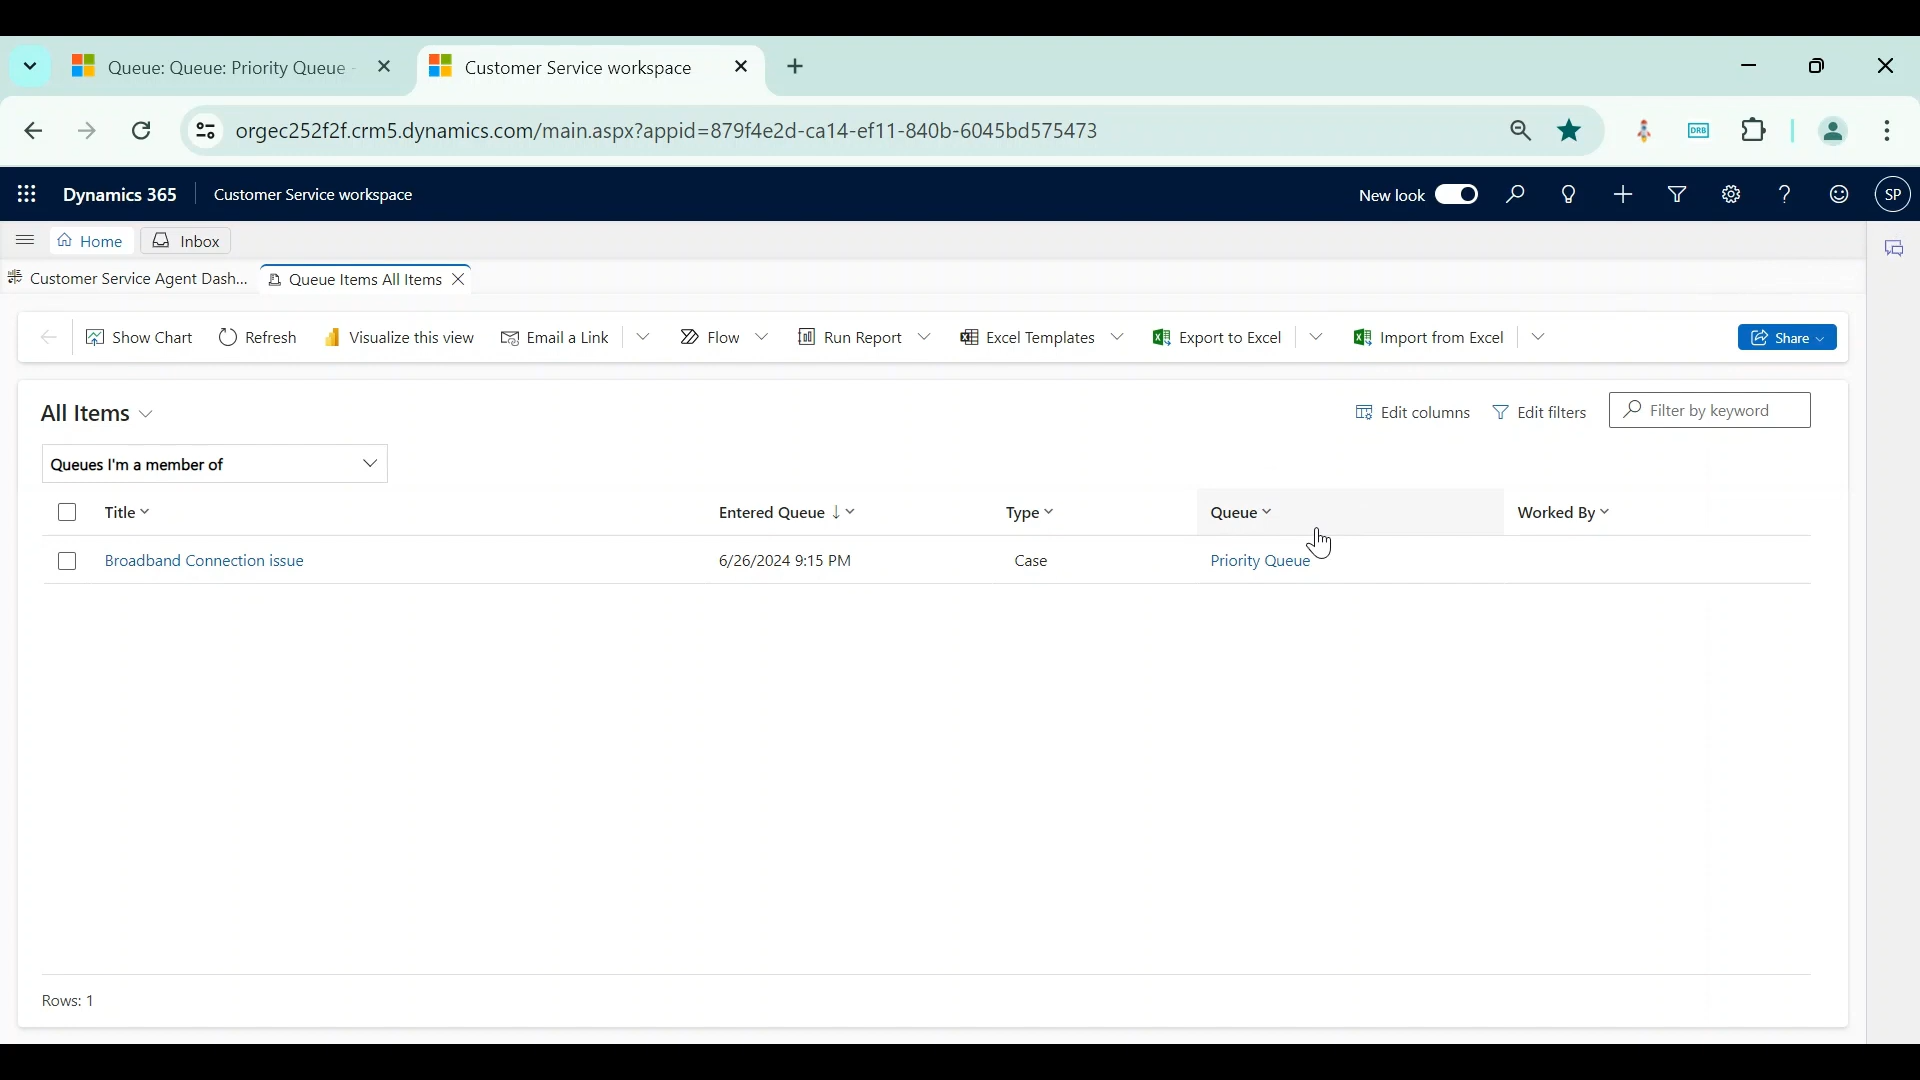 Queue: Queue: Priority Queue -
Customer Service workspace
orgec252f2f.crm5.dynamics.com/main.aspx?appid=879f4e2d-ca14-ef11-840b-6045bd575473
DRB
Dynamics 365
Customer Service workspace
New look
SP
Home
Inbox
Customer Service Agent Dash...
Queue Items All Items
Show Chart
Refresh
Visualize this view
Email a Link
Flow
Run Report
Excel Templates
Export to Excel
Import from Excel
Share
All Items
Edit columns
Edit filters
Filter by keyword
Queues I'm a member of
Title
Entered Queue
Type
Queue
Worked By
Broadband Connection issue
6/26/2024 9:15 PM
Case
Priority Queue
Rows: 1